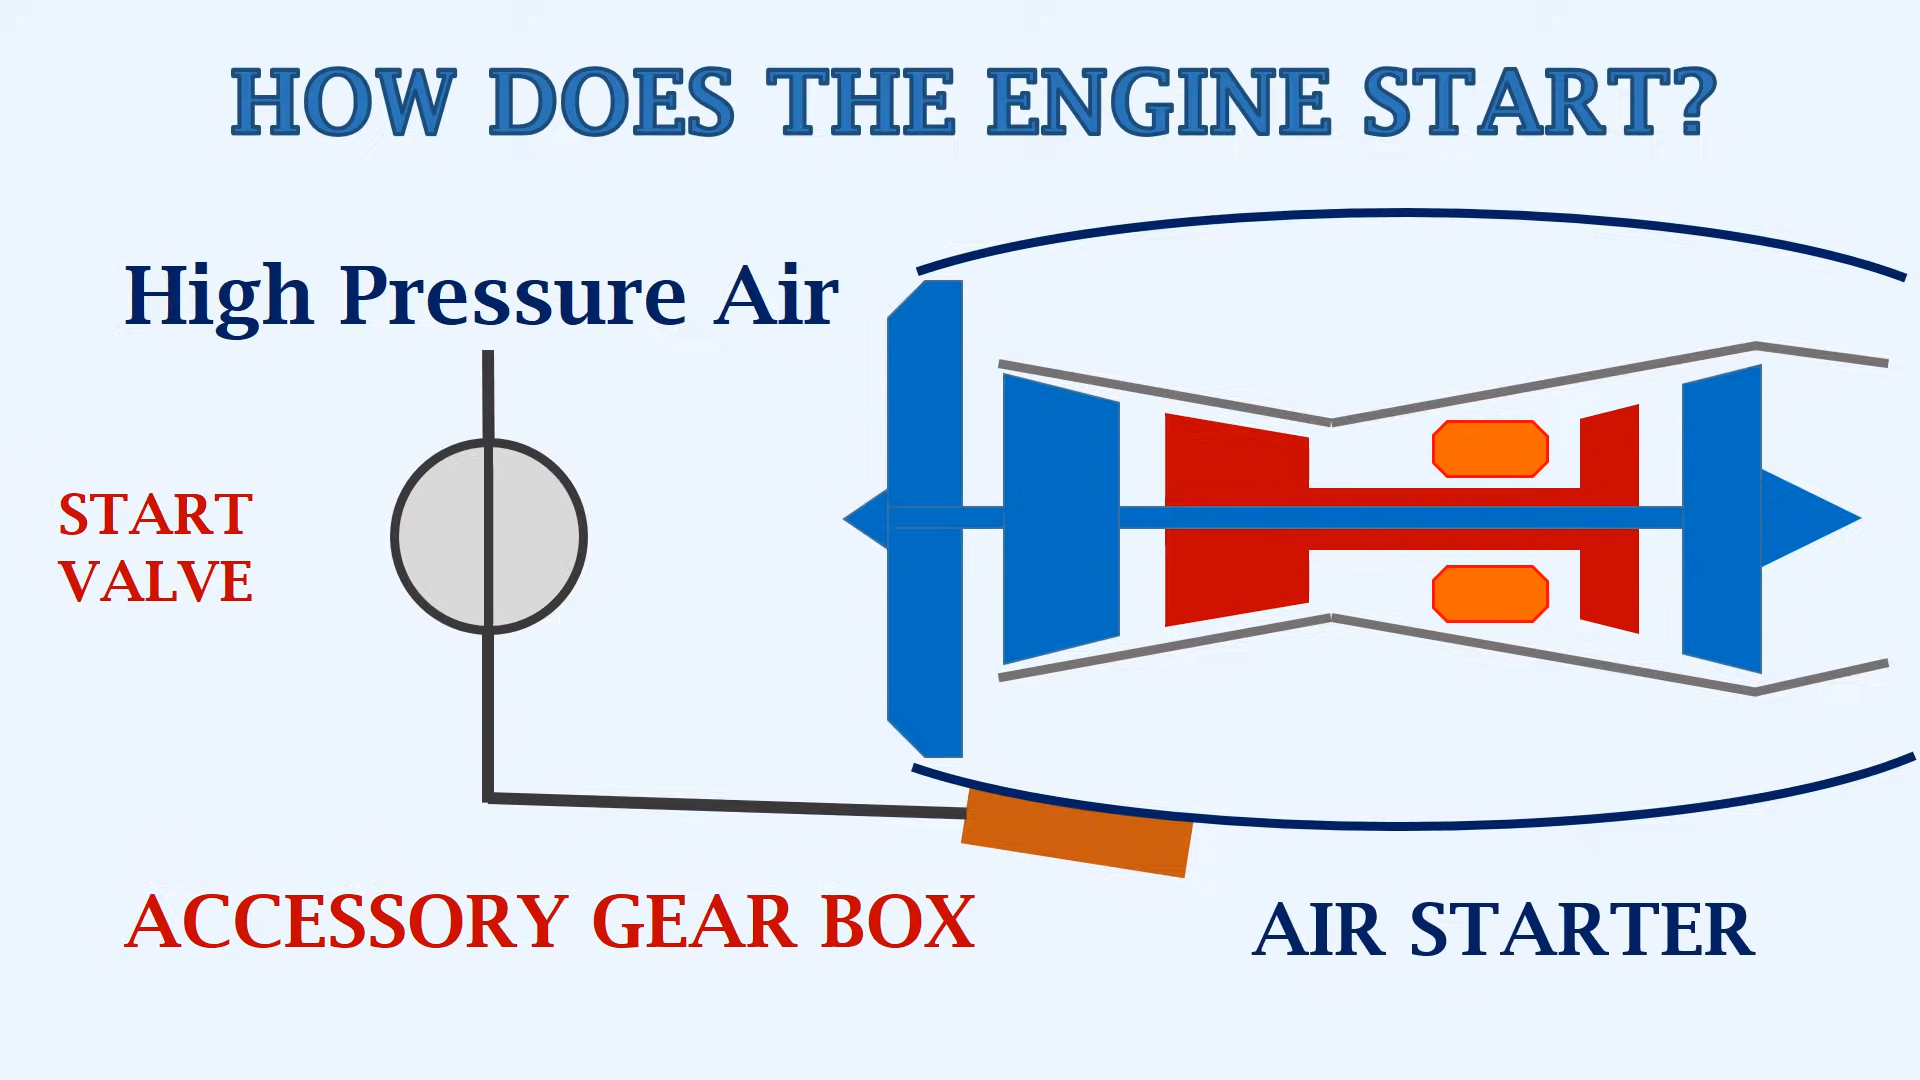 HOW DOES THE ENGINE START?
High Pressure Air
START
VALVE
ACCESSORY GEAR BOX
AIR STARTER